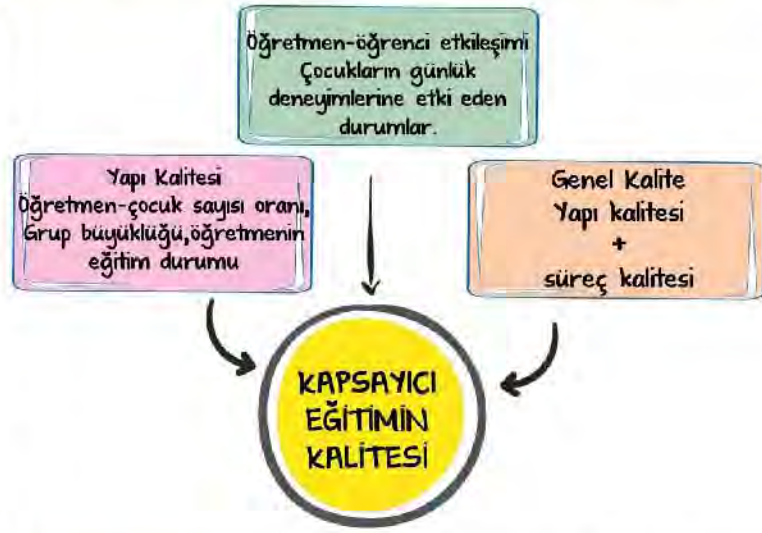 Öğretmen-öğrenci etkileşimi
Çocukların günlük
deneyimlerine etki eden
durumlar.
Yapı Kalitesi
Öğretmen-çocuk sayısı oranı,
Grup büyüklüğü,öğretmenin
eğitim durumu
Genel Kalite
Yapı kalitesi
+
süreç kalitesi
KAPSAYICI
EĞİTİMİN
KALİTESİ